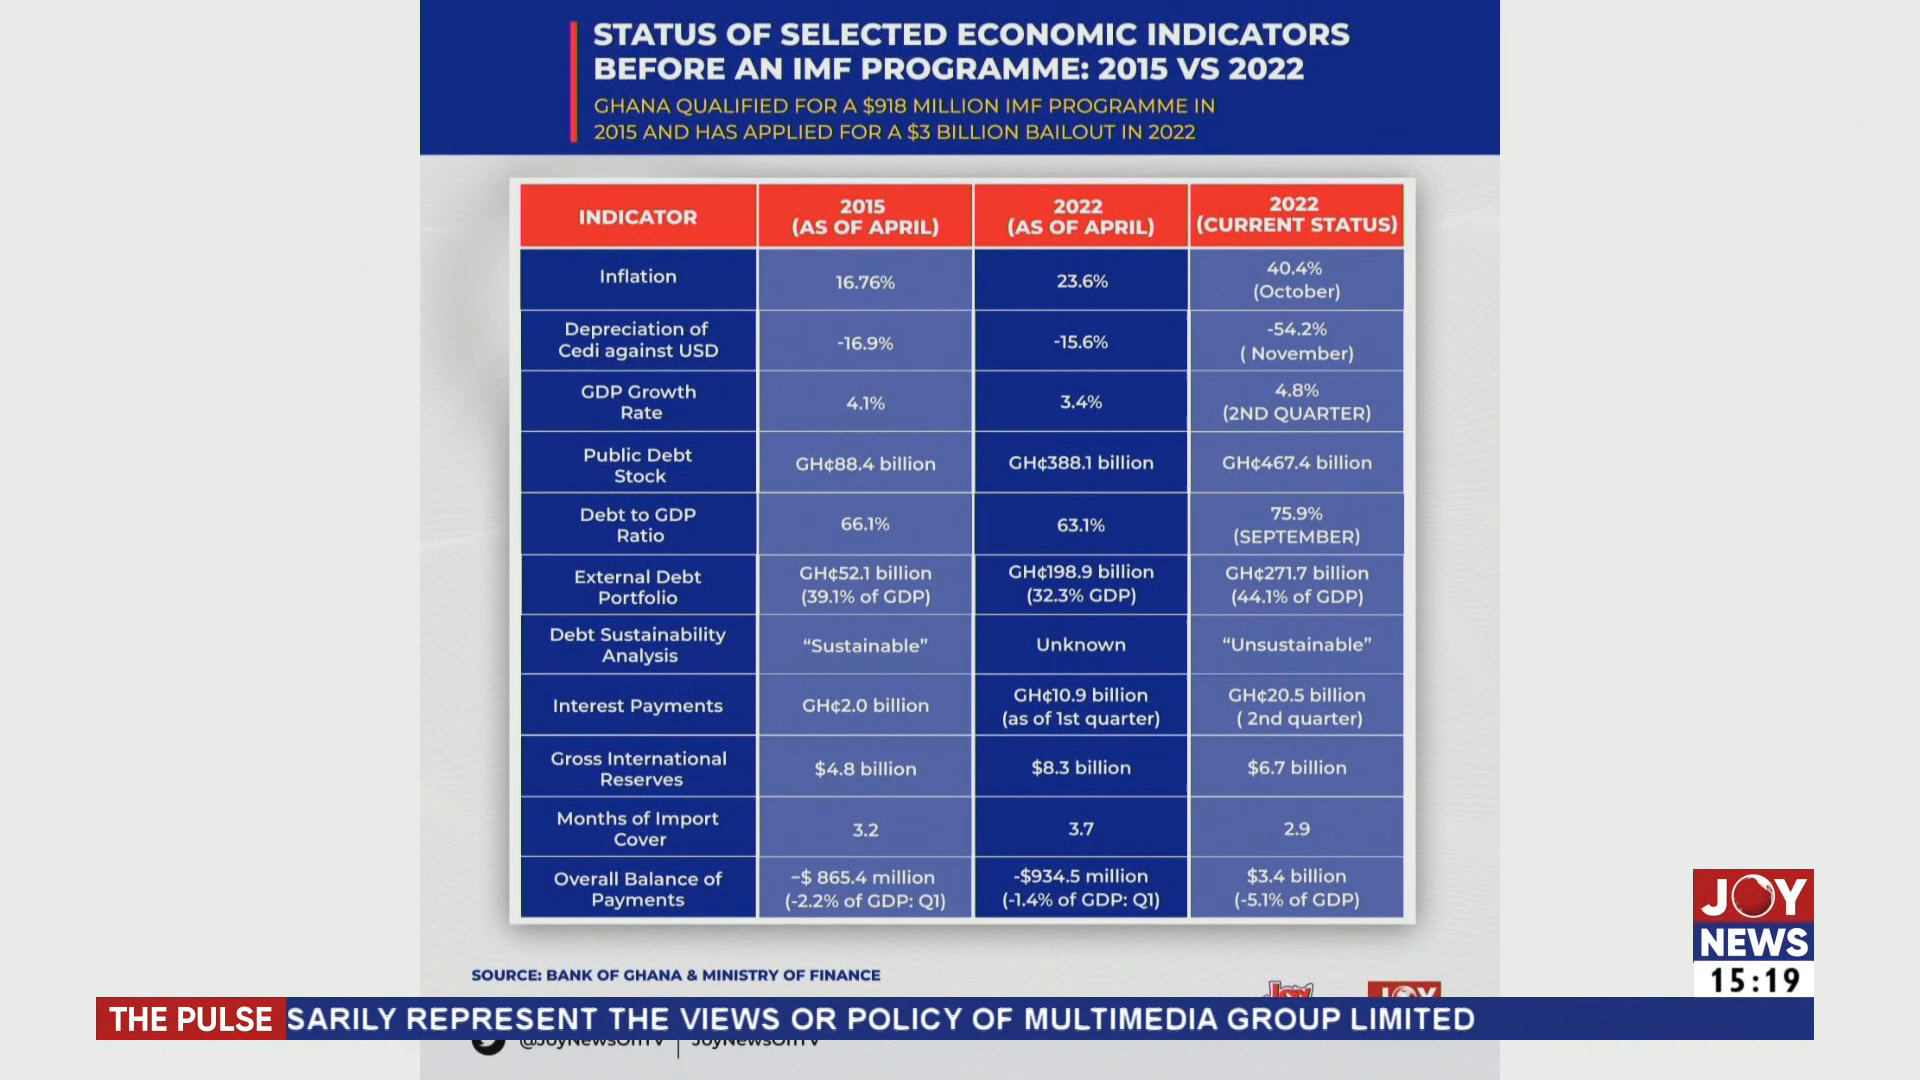 STATUS OF SELECTED ECONOMIC INDICATORS
BEFORE AN IMF PROGRAMME: 2015 VS 2022
GHANA QUALIFIED FOR A $918 MILLION IMF PROGRAMME IN
2015 AND HAS APPLIED FOR A $3 BILLION BAILOUT IN 2022
INDICATOR
2015
(AS OF APRIL)
2022
(AS OF APRIL)
2022
(CURRENT STATUS)
Inflation
16.76%
23.6%
40.4%
(October)
Depreciation of
Cedi against USD
-16.9%
-15.6%
-54.2%
( November)
GDP Growth
Rate
4.1%
3.4%
4.8%
(2ND QUARTER)
Public Debt
Stock
GH¢88.4 billion
GH¢388.1 billion
GH¢467.4 billion
Debt to GDP
Ratio
66.1%
63.1%
75.9%
(SEPTEMBER)
External Debt
Portfolio
GH¢52.1 billion
(39.1% of GDP)
GH¢198.9 billion
(32.3% GDP)
GH¢271.7 billion
(44.1% of GDP)
Debt Sustainability
Analysis
“Sustainable”
Unknown
“Unsustainable”
Interest Payments
GH¢2.0 billion
GH¢10.9 billion
(as of 1st quarter)
GH¢20.5 billion
( 2nd quarter)
Gross International
Reserves
$4.8 billion
$8.3 billion
$6.7 billion
Months of Import
Cover
3.2
3.7
2.9
Overall Balance of
Payments
–$ 865.4 million
(-2.2% of GDP: Q1)
-$934.5 million
(-1.4% of GDP: Q1)
$3.4 billion
(-5.1% of GDP)
SOURCE: BANK OF GHANA & MINISTRY OF FINANCE
JOY
NEWS
15:19
JOY
JOY
THE PULSE
SARILY REPRESENT THE VIEWS OR POLICY OF MULTIMEDIA GROUP LIMITED
@JoyNewsOnTV | JoyNewsOnTV